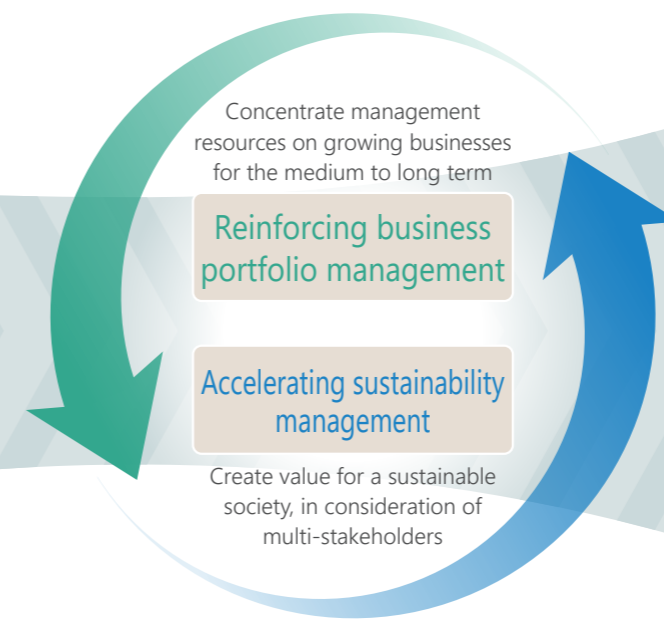 Concentrate management
resources on growing businesses
for the medium to long term
Reinforcing business
portfolio management
Accelerating sustainability
management
Create value for a sustainable
society, in consideration of
multi-stakeholders